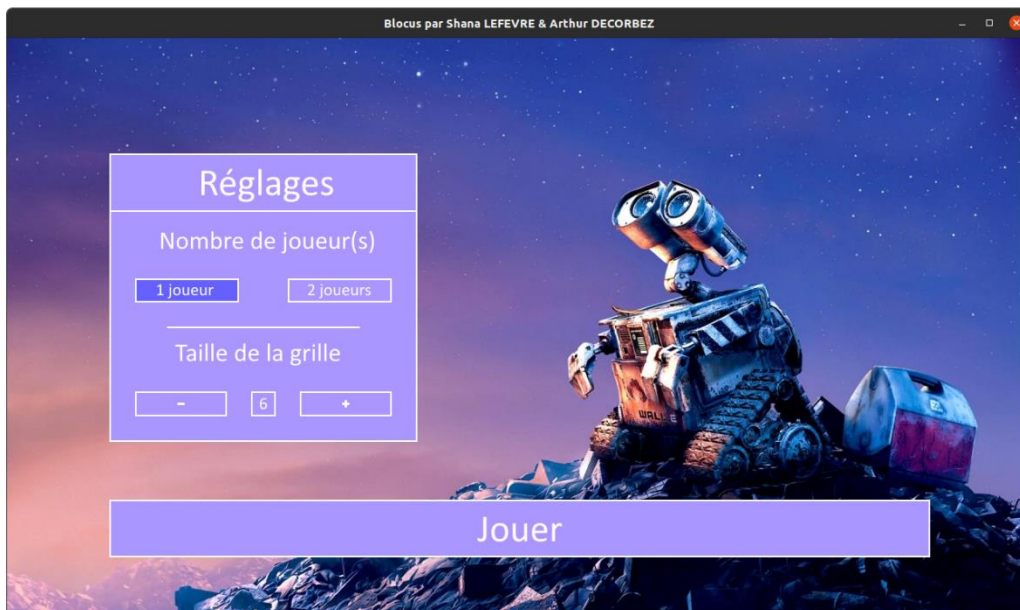 Blocus par Shana LEFEVRE & Arthur DECORBEZ
Réglages
Nombre de joueur(s)
1 joueur 2 joueurs
Taille de la grille
- 6 +
WALL-E
Jouer